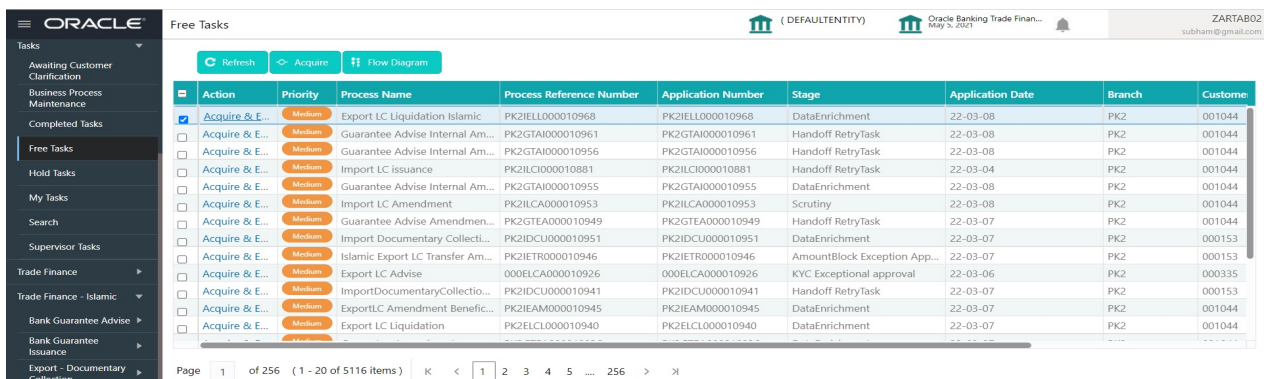 ORACLE
Free Tasks
( DEFAULTENTITY)
Oracle Banking Trade Finan...
May 5, 2021
ZARTAB02
subham@gmail.com
Tasks
Awaiting Customer
Clarification
Business Process
Maintenance
Completed Tasks
Free Tasks
Hold Tasks
My Tasks
Search
Supervisor Tasks
Trade Finance
Trade Finance - Islamic
Bank Guarantee Advise
Bank Guarantee
Issuance
Export - Documentary
Collection
Refresh Acquire Flow Diagram
Action Priority Process Name Process Reference Number Application Number Stage Application Date Branch Custome
Acquire & E... Medium Export LC Liquidation Islamic PK2IELL000010968 PK2IELL000010968 DataEnrichment 22-03-08 PK2 001044
Acquire & E... Medium Guarantee Advise Internal Am... PK2GTAI000010961 PK2GTAI000010961 Handoff RetryTask 22-03-08 PK2 001044
Acquire & E... Medium Guarantee Advise Internal Am... PK2GTAI000010956 PK2GTAI000010956 Handoff RetryTask 22-03-08 PK2 001044
Acquire & E... Medium Import LC issuance PK2ILCI000010881 PK2ILCI000010881 Handoff RetryTask 22-03-04 PK2 001044
Acquire & E... Medium Guarantee Advise Internal Am... PK2GTAI000010955 PK2GTAI000010955 DataEnrichment 22-03-08 PK2 001044
Acquire & E... Medium Import LC Amendment PK2ILCA000010953 PK2ILCA000010953 Scrutiny 22-03-08 PK2 001044
Acquire & E... Medium Guarantee Advise Amendmen... PK2GTEA000010949 PK2GTEA000010949 Handoff RetryTask 22-03-07 PK2 001044
Acquire & E... Medium Import Documentary Collecti... PK2IDCU000010951 PK2IDCU000010951 DataEnrichment 22-03-07 PK2 000153
Acquire & E... Medium Islamic Export LC Transfer Am... PK2IETR000010946 PK2IETR000010946 AmountBlock Exception App... 22-03-07 PK2 000153
Acquire & E... Medium Export LC Advise 000ELCA000010926 000ELCA000010926 KYC Exceptional approval 22-03-06 PK2 000335
Acquire & E... Medium ImportDocumentaryCollectio... PK2IDCU000010941 PK2IDCU000010941 Handoff RetryTask 22-03-07 PK2 000153
Acquire & E... Medium ExportLC Amendment Benefic... PK2IEAM000010945 PK2IEAM000010945 DataEnrichment 22-03-07 PK2 001044
Acquire & E... Medium Export LC Liquidation PK2ELCL000010940 PK2ELCL000010940 DataEnrichment 22-03-07 PK2 001044
Page 1 of 256 ( 1 - 20 of 5116 items ) K < 1 2 3 4 5 .... 256 > >|